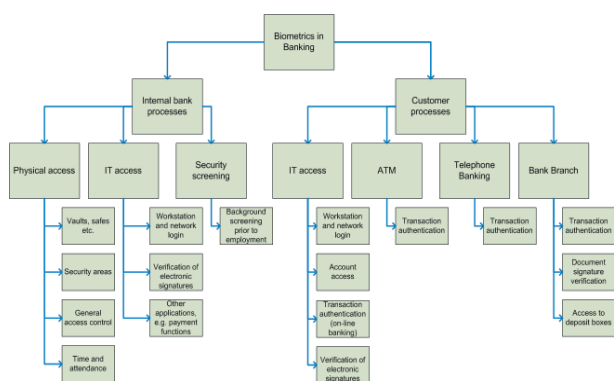 Biometrics in
Banking
Internal bank
processes
Customer
processes
Physical access
IT access
Security
screening
IT access
ATM
Telephone
Banking
Bank Branch
Vaults, safes
etc.
Workstation
and network
login
Background
screening
prior to
employment
Workstation
and network
login
Transaction
authentication
Transaction
authentication
Transaction
authentication
Security areas
Verification of
electronic
signatures
Account
access
Document
signature
verification
General
access control
Other
applications,
e.g. payment
functions
Transaction
authentication
(on-line
banking)
Access to
deposit boxes
Time and
attendance
Verification of
electronic
signatures